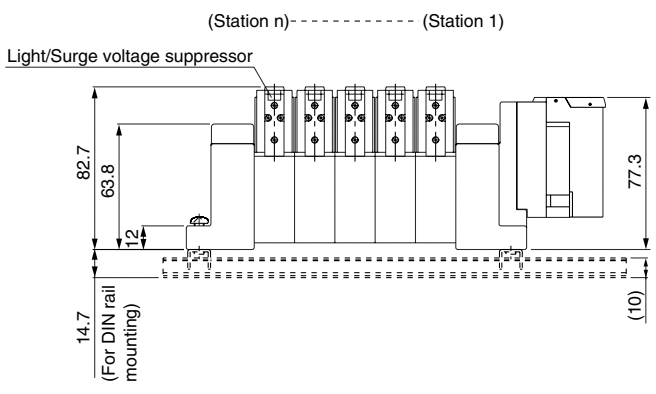 (Station n)
(Station 1)
Light/Surge voltage suppressor
82.7
63.8
12
77.3
14.7
(For DIN rail
mounting)
(10)